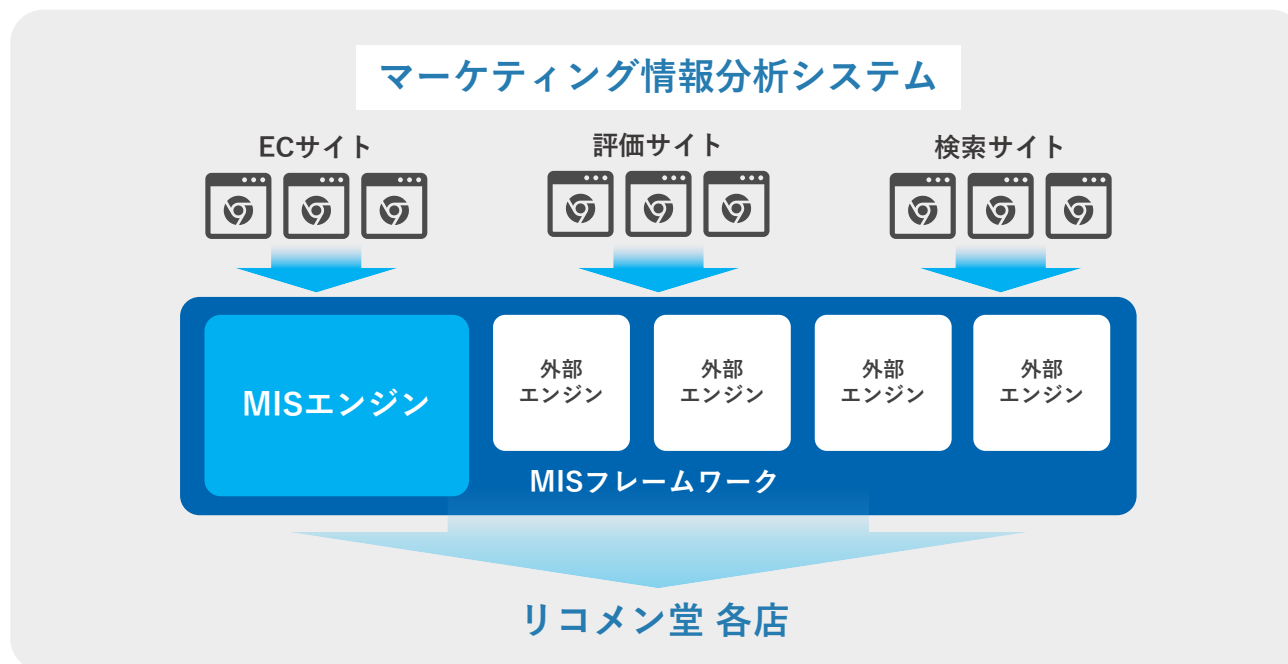 マーケティング情報分析システム
ECサイト
評価サイト
検索サイト
MISエンジン
外部
エンジン
外部
エンジン
外部
エンジン
外部
エンジン
MISフレームワーク
リコメン堂 各店